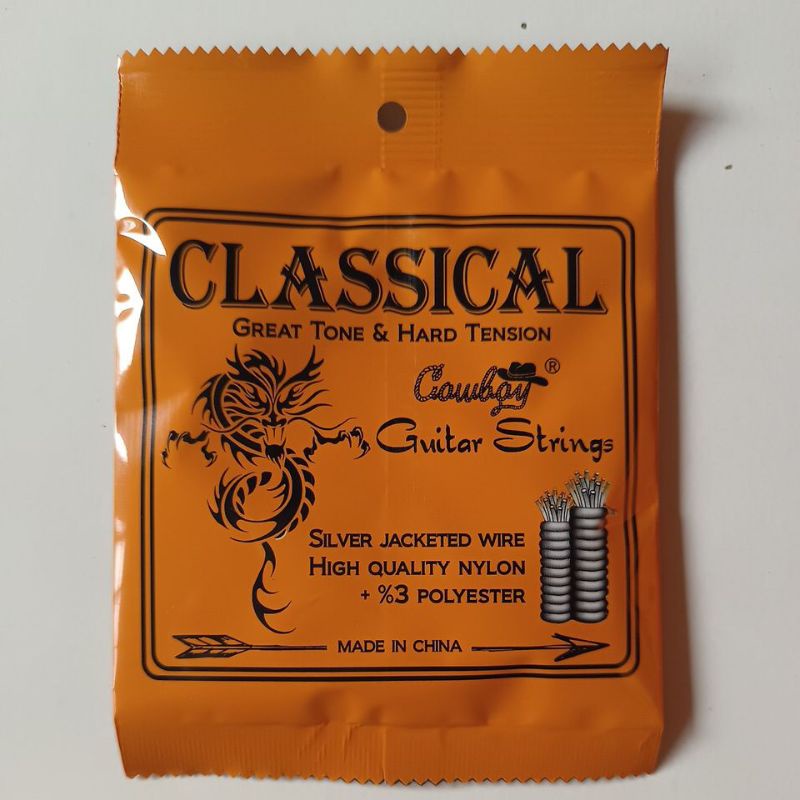 CLASSICAL
GREAT TONE & HARD TENSION
Cowboy®
Guitar Strings
SILVER JACKETED WIRE
HIGH QUALITY NYLON
+ %3 POLYESTER
MADE IN CHINA